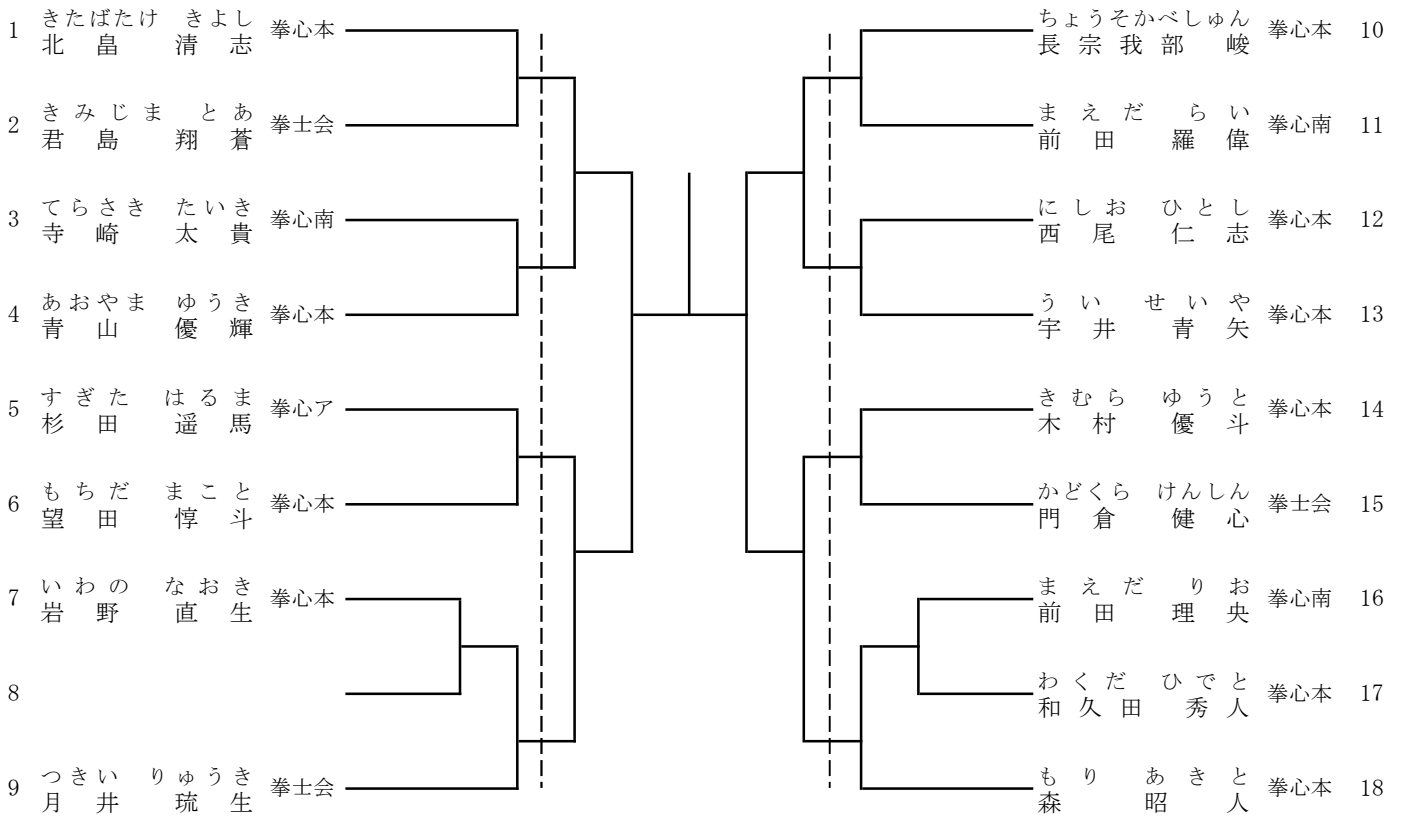 きたばたけ きよし
1 北畠 清志 拳心本
きみじま とあ
2 君島 翔蒼 拳士会
てらさき たいき
3 寺崎 太貴 拳心南
あおやま ゆうき
4 青山 優輝 拳心本
すぎた はるま
5 杉田 遥馬 拳心ア
もちだ まこと
6 望田 惇斗 拳心本
いわの なおき
7 岩野 直生 拳心本
8
つきい りゅうき
9 月井 琉生 拳士会
ちょうそかべしゅん
長宗我部 峻 拳心本 10
まえだ らい
前田 羅偉 拳心南 11
にしお ひとし
西尾 仁志 拳心本 12
うい せいや
宇井 青矢 拳心本 13
きむら ゆうと
木村 優斗 拳心本 14
かどくら けんしん
門倉 健心 拳士会 15
まえだ りお
前田 理央 拳心南 16
わくだ ひでと
和久田 秀人 拳心本 17
もり あきと
森 昭人 拳心本 18